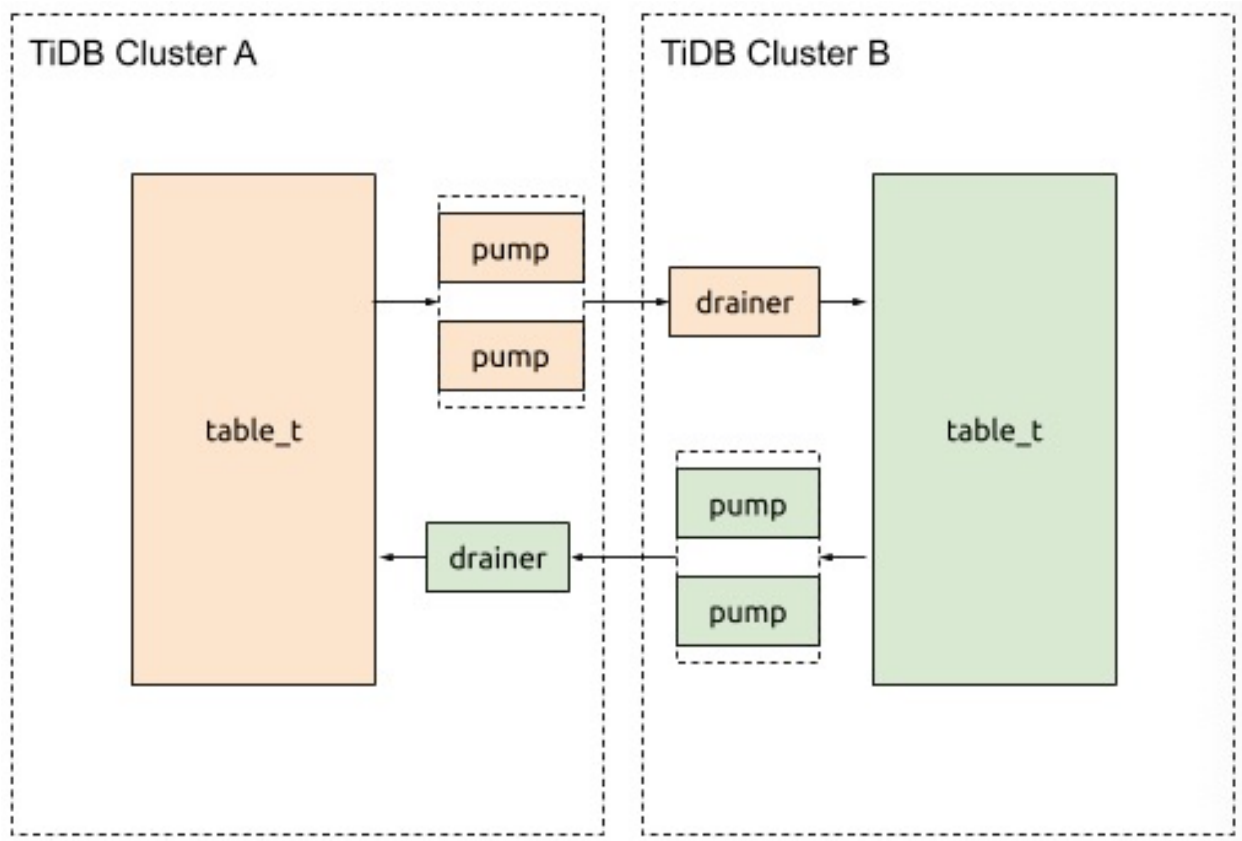 TiDB Cluster A
TiDB Cluster B
pump
pump
drainer
table_t
table_t
pump
drainer
pump